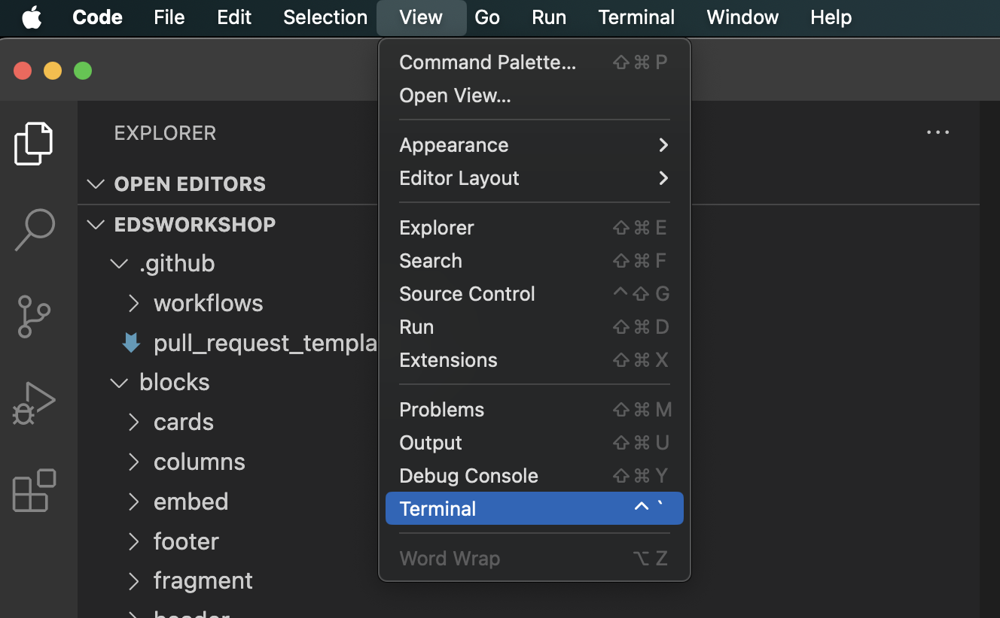 Code File Edit Selection View Go Run Terminal Window Help
Command Palette... ⇧⌘P
Open View...
Appearance
Editor Layout
Explorer ⇧⌘E
Search ⇧⌘F
Source Control ^⇧G
Run ⇧⌘D
Extensions ⇧⌘X
Problems ⇧⌘M
Output ⇧⌘U
Debug Console ⇧⌘Y
Terminal ^`
Word Wrap ⌥Z
EXPLORER
OPEN EDITORS
EDSWORKSHOP
.github
workflows
pull_request_templa
blocks
cards
columns
embed
footer
fragment
header